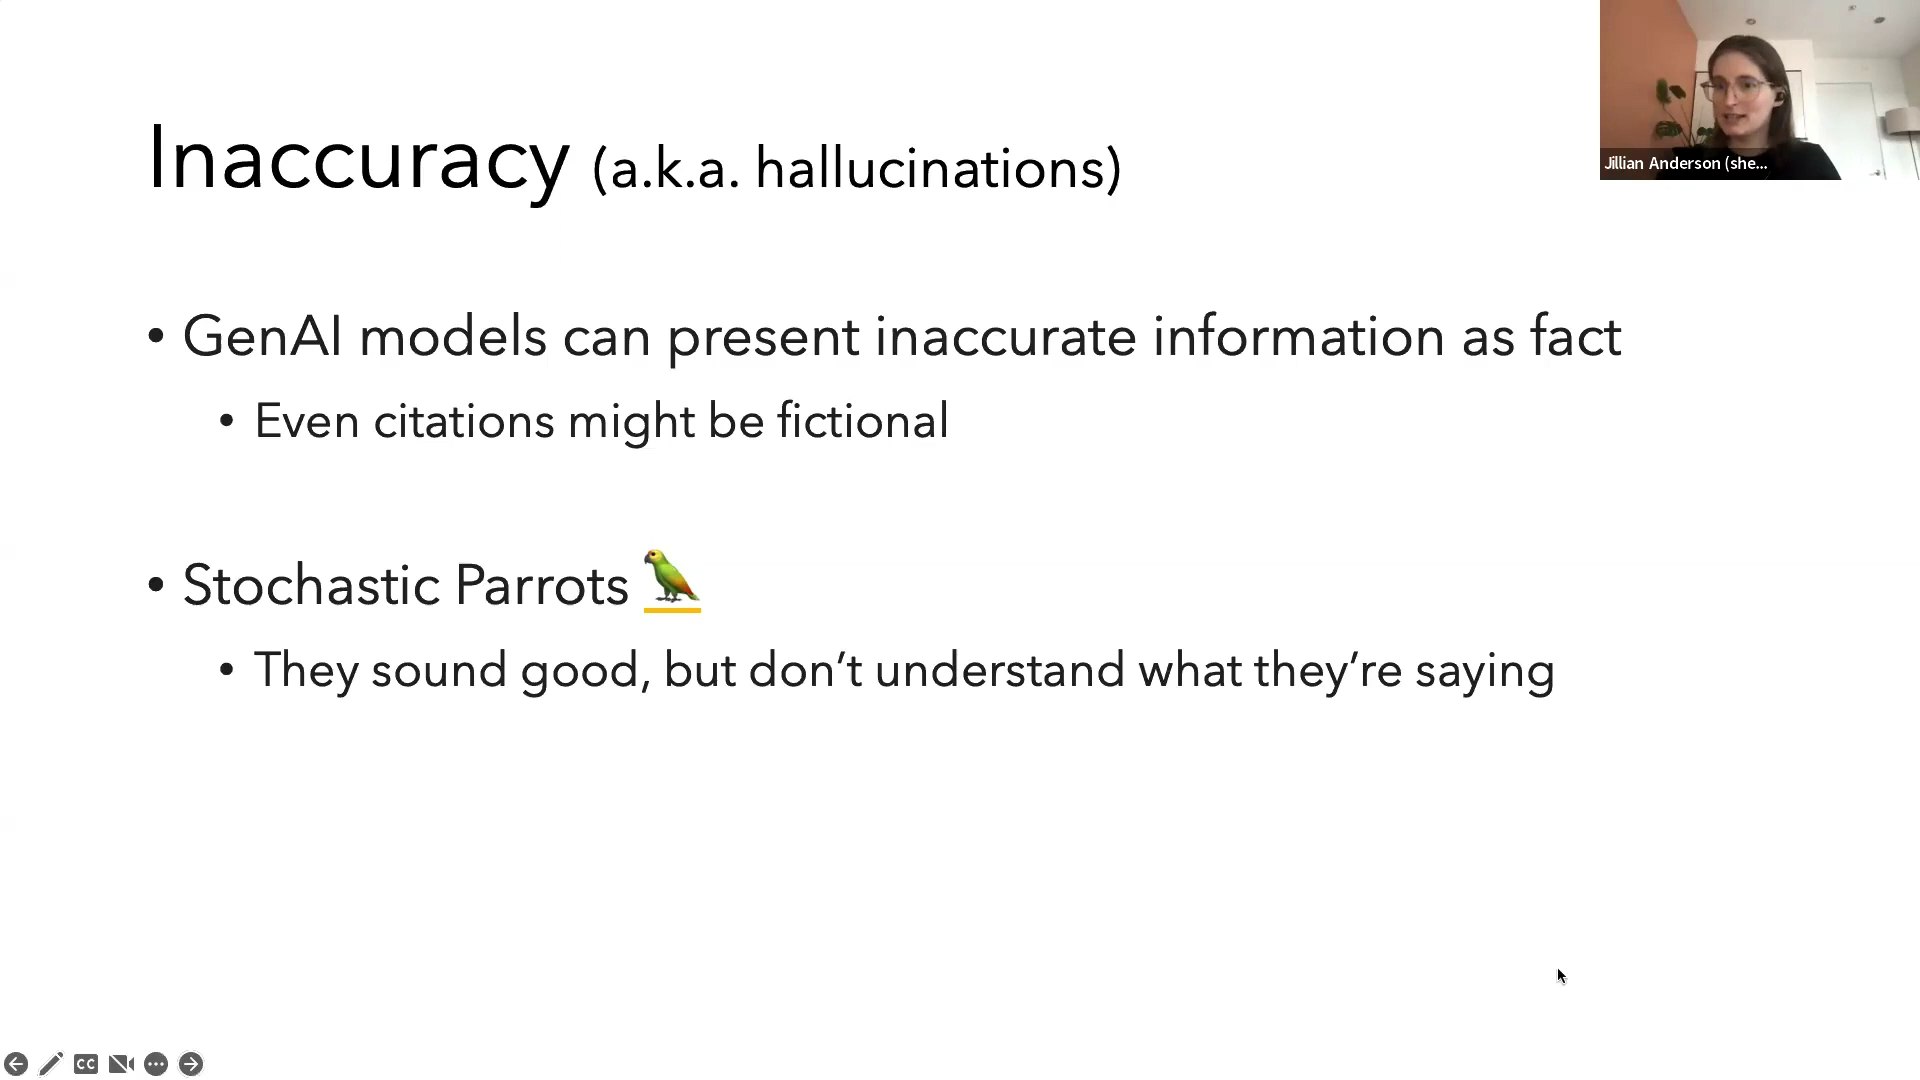 Inaccuracy (a.k.a. hallucinations)
• GenAI models can present inaccurate information as fact
• Even citations might be fictional
• Stochastic Parrots 🦜
• They sound good, but don’t understand what they’re saying
Jillian Anderson (she...
CC